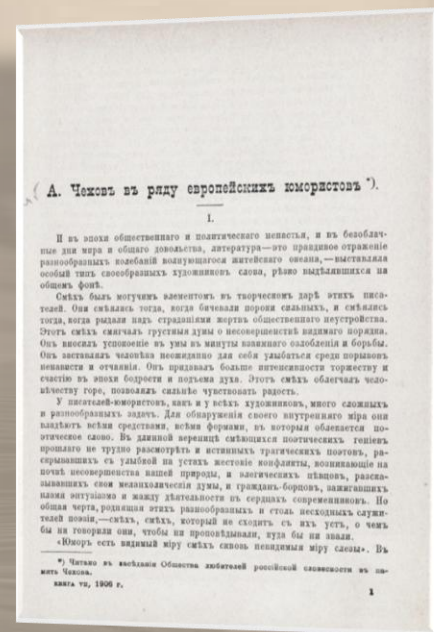 А. Чеховъ въ ряду европейскихъ юмористовъ *).
I.
И въ эпохи общественнаго и политическаго ненастья, и въ безоблач-
ные дни мира и общаго довольства, литература—это правдивое отраженіе
разнообразныхъ колебаній волнующагося житейскаго океана,—выставляла
особый типъ своеобразныхъ художниковъ слова, рѣзко выдѣлявшихся на
общемъ фонѣ.
Смѣхъ былъ могучимъ элементомъ въ творческомъ дарѣ этихъ писа-
телей. Они смѣялись тогда, когда бичевали пороки сильныхъ, и смѣялись
тогда, когда рыдали надъ страданіями жертвъ общественнаго неустройства.
Этотъ смѣхъ смягчалъ грустныя думы о несовершенствѣ видимаго порядка.
Онъ вносилъ успокоеніе въ умы въ минуты взаимнаго озлобленія и борьбы.
Онъ заставлялъ человѣка неожиданно для себя улыбаться среди порывовъ
ненависти и отчаянія. Онъ придавалъ больше интенсивности торжеству и
счастію въ эпохи бодрости и подъема духа. Этотъ смѣхъ облегчалъ чело-
вѣчеству горе, позволялъ сильнѣе чувствовать радость.
У писателей-юмористовъ, какъ и у всѣхъ художниковъ, много сложныхъ
и разнообразныхъ задачъ. Для обнаруженія своего внутренняго міра они
владѣютъ всѣми средствами, всѣми формами, въ которыя облекается по-
этическое слово. Въ длинной вереницѣ смѣющихся поэтическихъ геніевъ
прошлаго не трудно разсмотрѣть и истинныхъ трагическихъ поэтовъ, ра-
скрывавшихъ съ улыбкой на устахъ жестокіе конфликты, возникающіе на
почвѣ несовершенства нашей природы, и элегическихъ пѣвцовъ, разска-
зывавшихъ свои меланхолическія думы, и гражданъ-борцовъ, зажигавшихъ
пламя энтузіазма и жажду дѣятельности въ сердцахъ современниковъ. Но
общая черта, роднящая этихъ разнообразныхъ и столь несходныхъ служи-
телей поэзіи,—смѣхъ, смѣхъ, который не сходитъ съ ихъ устъ, о чемъ
бы ни говорили они, чтобы ни проповѣдывали, куда бы ни звали.
«Юморъ есть видимый міру смѣхъ сквозь невидимыя міру слезы». Въ
*) Читано въ засѣданіи Общества любителей россійской словесности въ па-
мять Чехова.
книга VII, 1906 г.
1